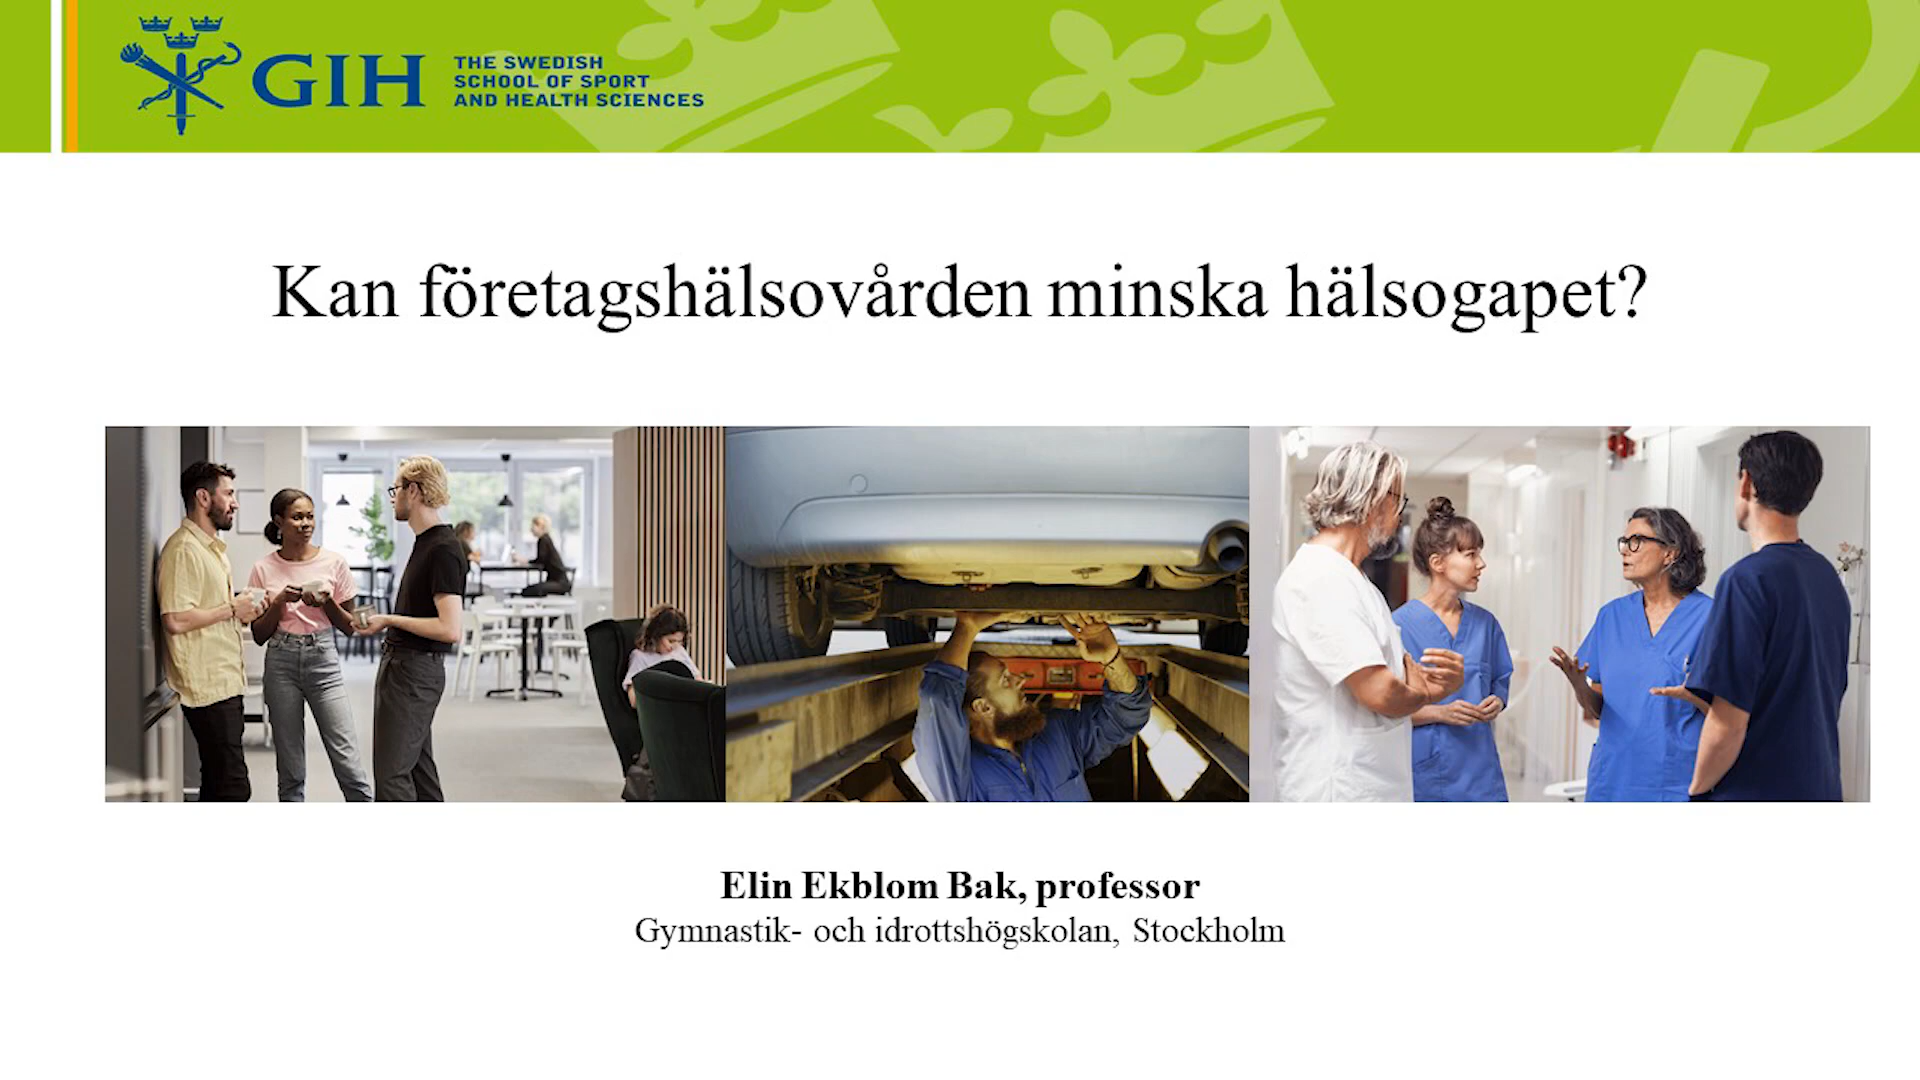 GIH
THE SWEDISH
SCHOOL OF SPORT
AND HEALTH SCIENCES
Kan företagshälsovården minska hälsogapet?
Elin Ekblom Bak, professor
Gymnastik- och idrottshögskolan, Stockholm